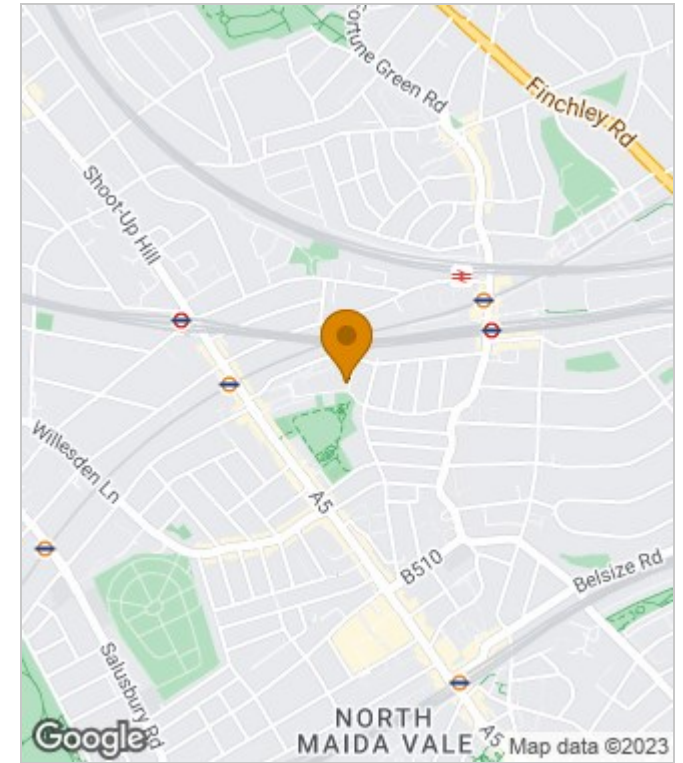 ortune Green Rd
Finchley Rd
Shoot-Up Hill
Willesden Ln
A5
B510
Belsize Rd
Salusbury Rd
NORTH
MAIDA VALE
A5
Google
Map data ©2023